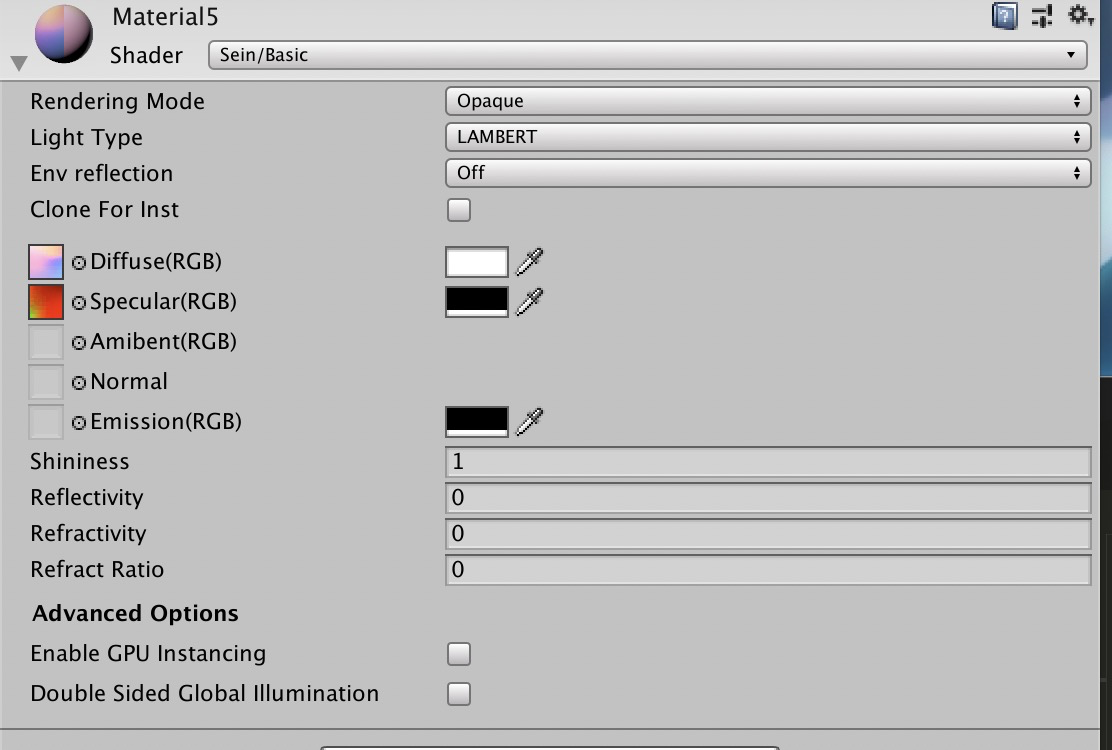 Material5
Shader Sein/Basic
Rendering Mode Opaque
Light Type LAMBERT
Env reflection Off
Clone For Inst
Diffuse(RGB)
Specular(RGB)
Amibent(RGB)
Normal
Emission(RGB)
Shininess 1
Reflectivity 0
Refractivity 0
Refract Ratio 0
Advanced Options
Enable GPU Instancing
Double Sided Global Illumination